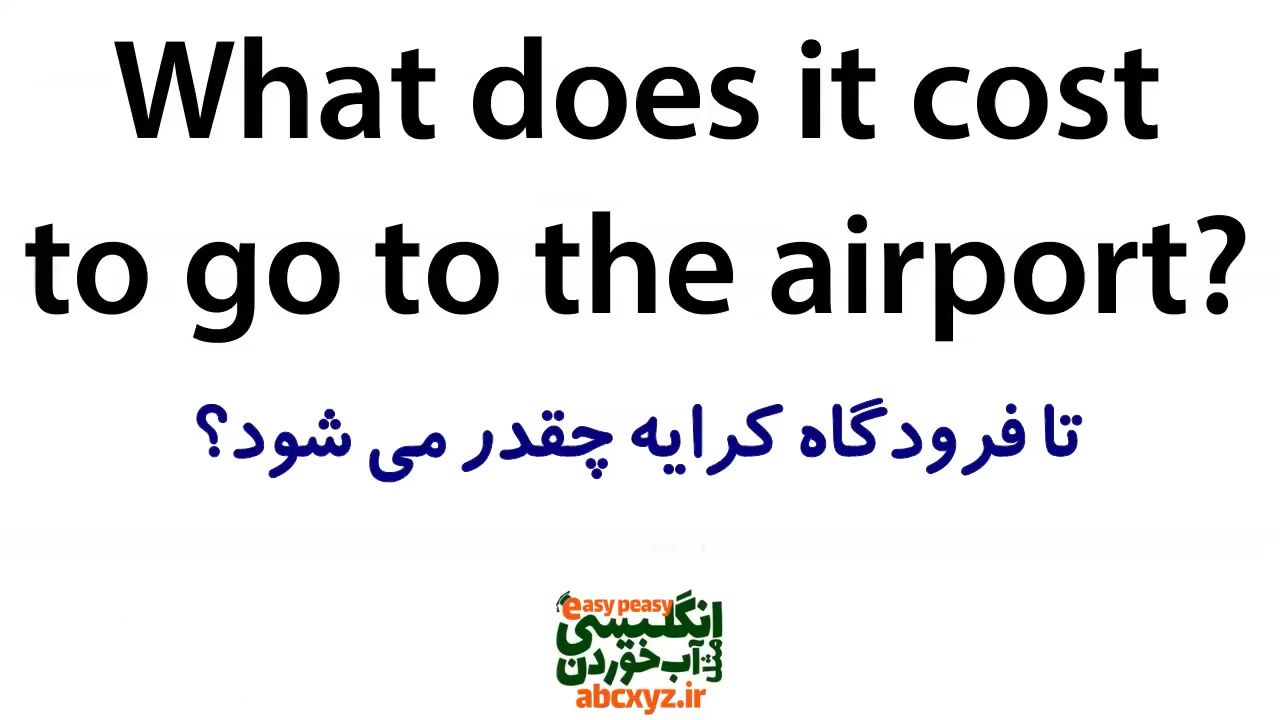 What does it cost
to go to the airport?
تا فرودگاه کرایه چقدر می شود؟
easy peasy
انگلیسی
مثل آب خوردن
abcxyz.ir